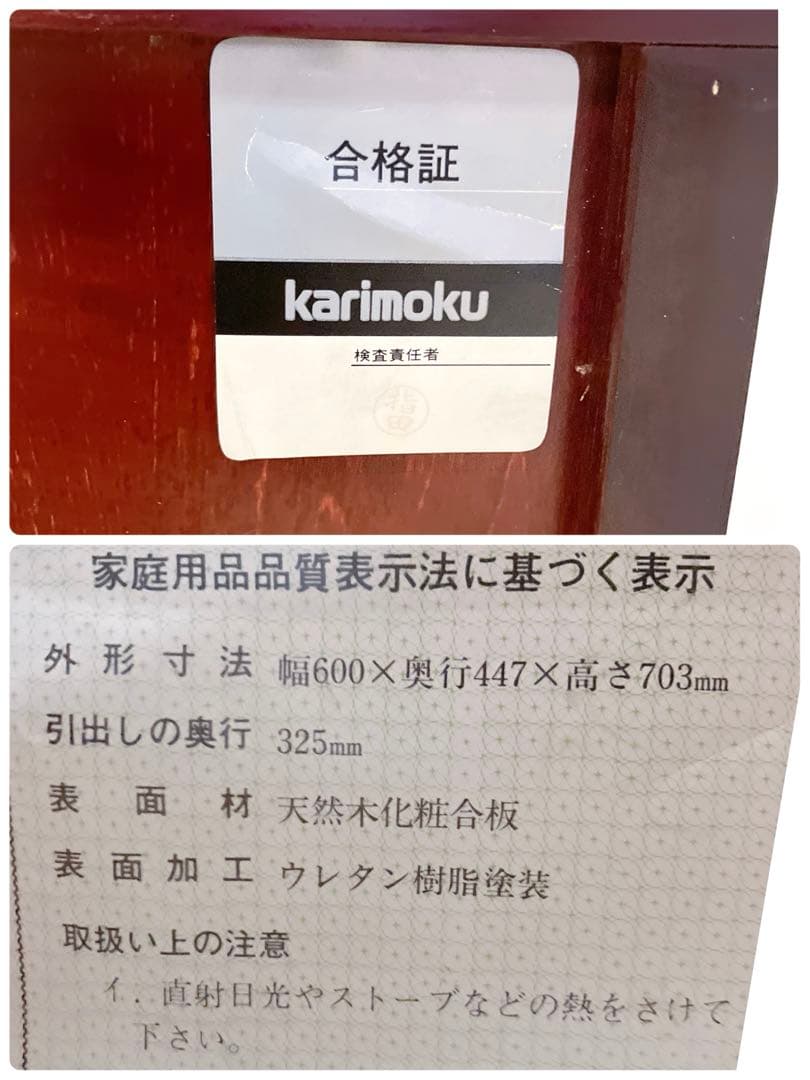 合格証
karimoku
検査責任者
家庭用品品質表示法に基づく表示
外形寸法 幅600×奥行447×高さ703mm
引出しの奥行 325mm
表面材 天然木化粧合板
表面加工 ウレタン樹脂塗装
取扱い上の注意
イ. 直射日光やストーブなどの熱をさけて
下さい。